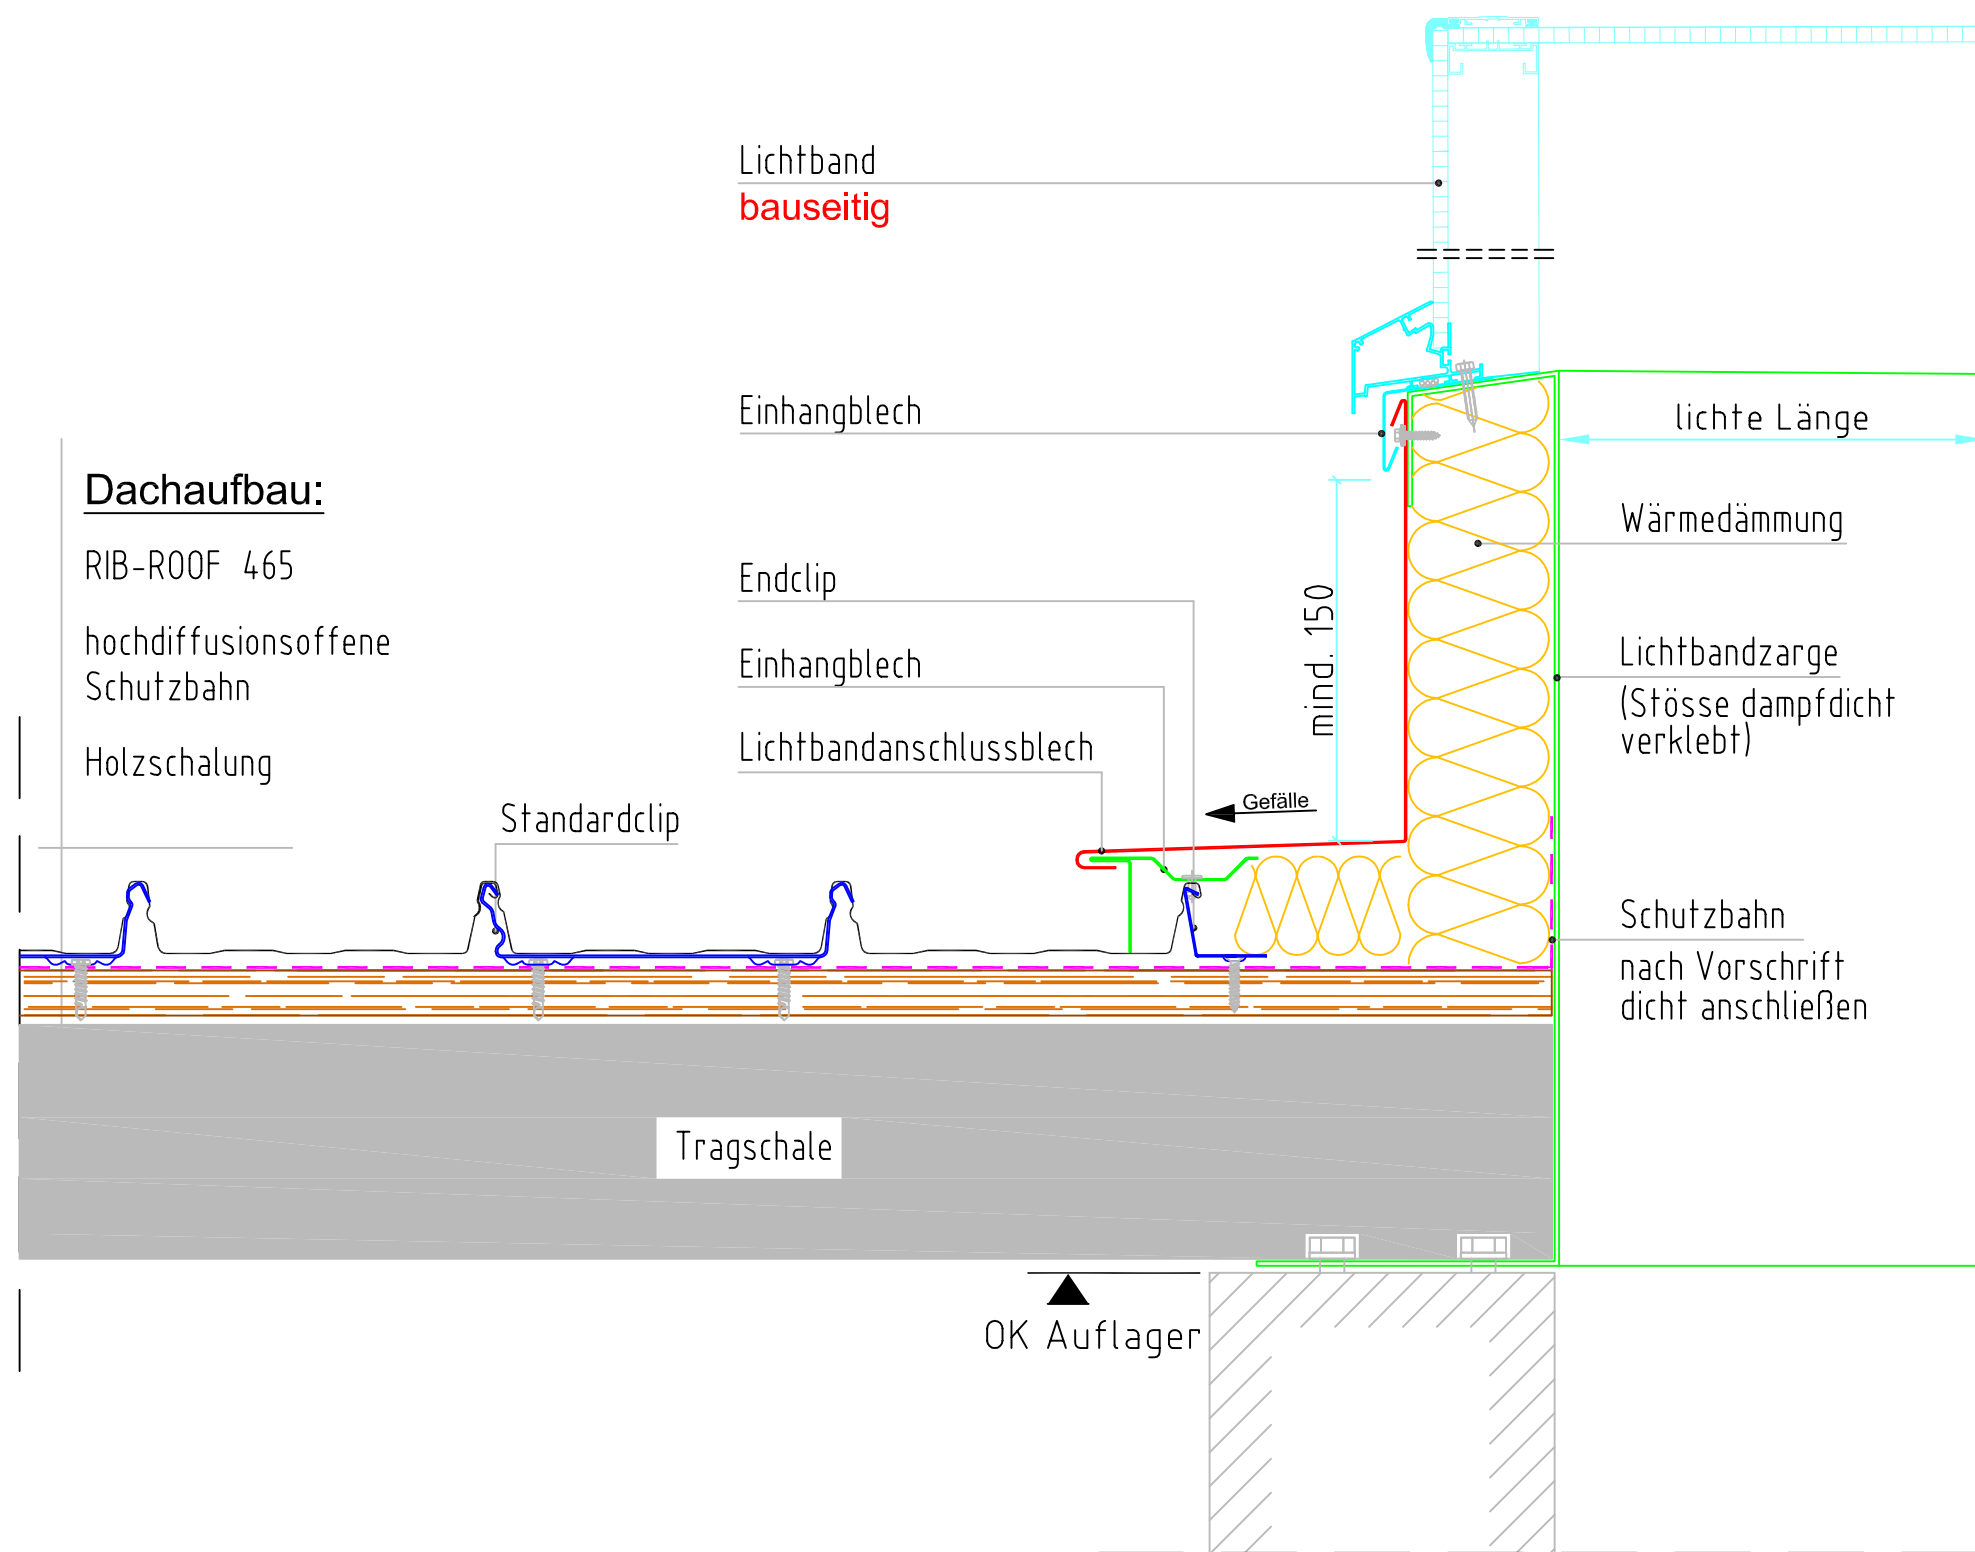 Lichtband
bauseitig
Einhangblech
lichte Länge
Dachaufbau:
RIB-ROOF 465
hochdiffusionsoffene
Schutzbahn
Holzschalung
Standardclip
Endclip
Einhangblech
Lichtbandanschlussblech
mind. 150
Gefälle
Wärmedämmung
Lichtbandzarge
(Stösse dampfdicht
verklebt)
Schutzbahn
nach Vorschrift
dicht anschließen
Tragschale
OK Auflager